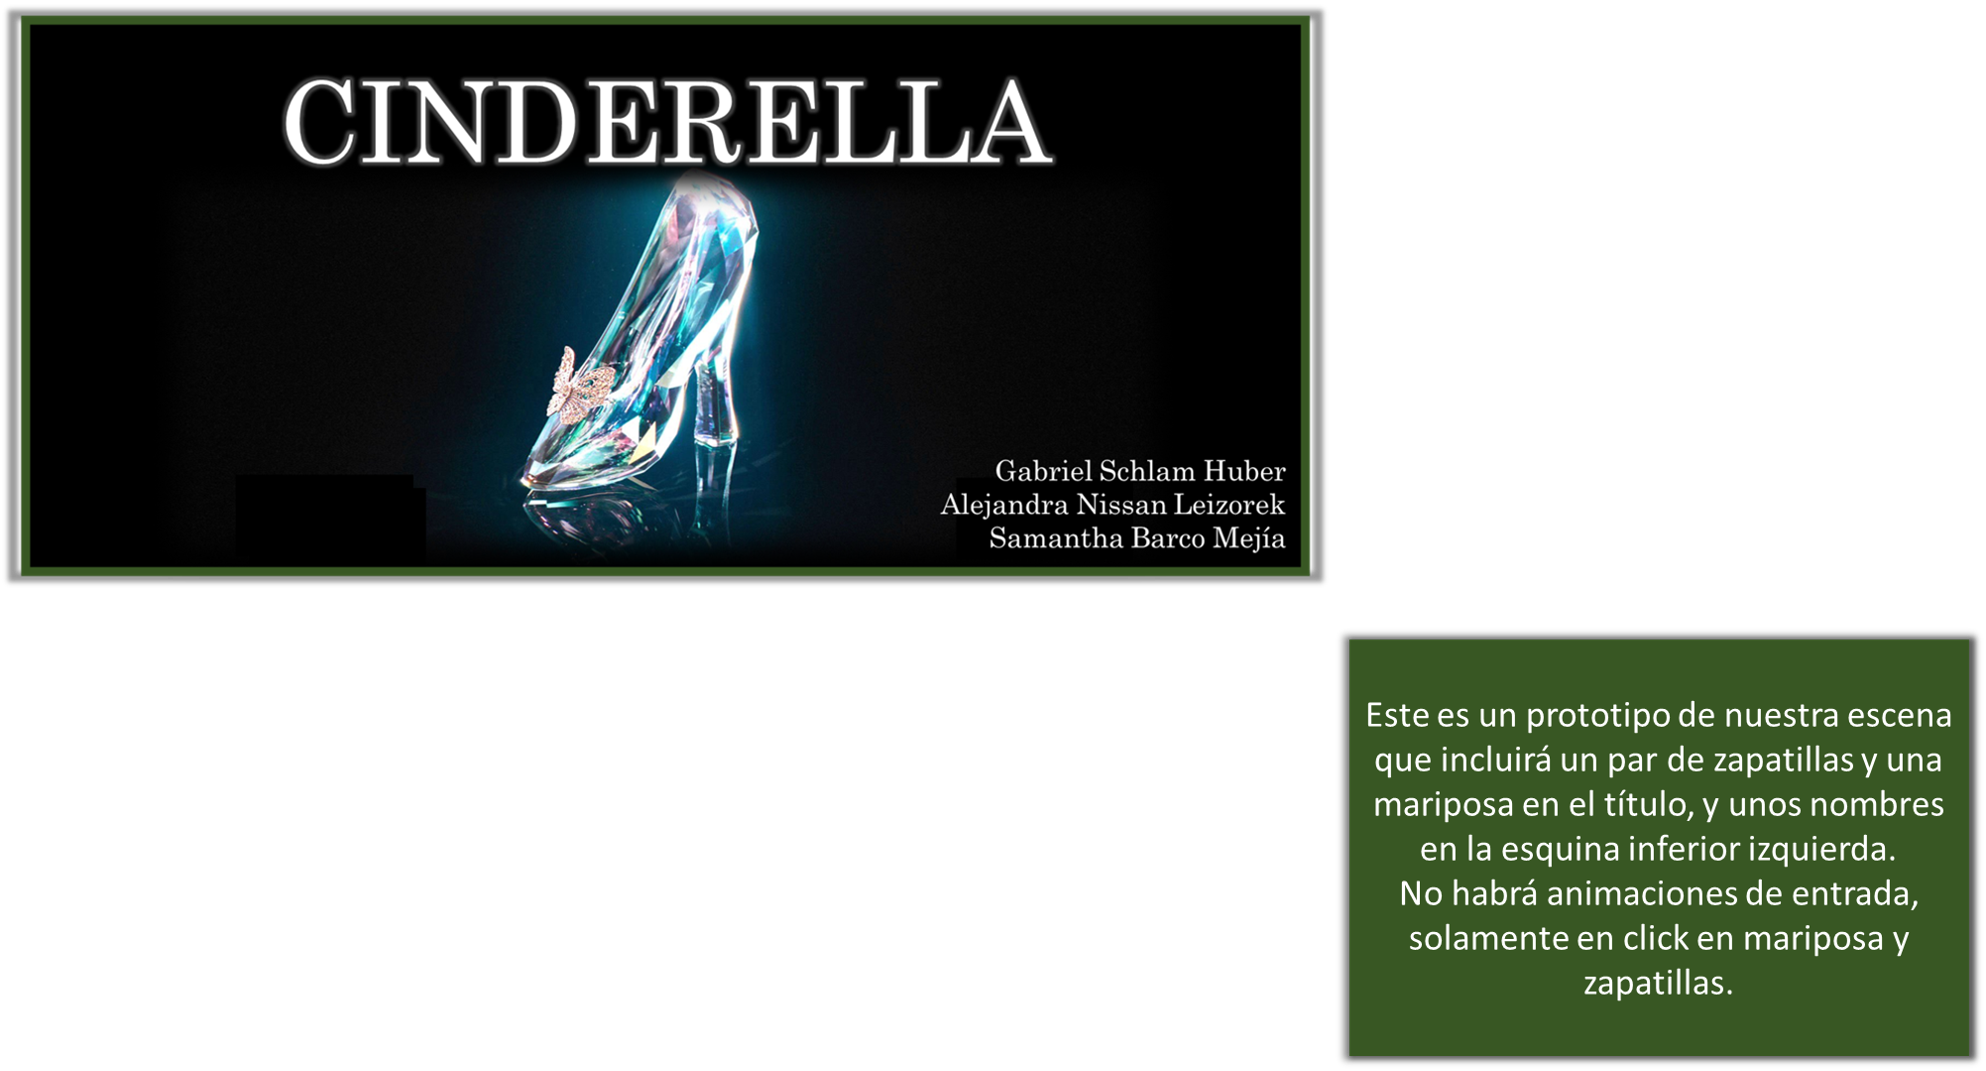 CINDERELLA
Gabriel Schlam Huber
Alejandra Nissan Leizorek
Samantha Barco Mejía
Este es un prototipo de nuestra escena
que incluirá un par de zapatillas y una
mariposa en el título, y unos nombres
en la esquina inferior izquierda.
No habrá animaciones de entrada,
solamente en click en mariposa y
zapatillas.